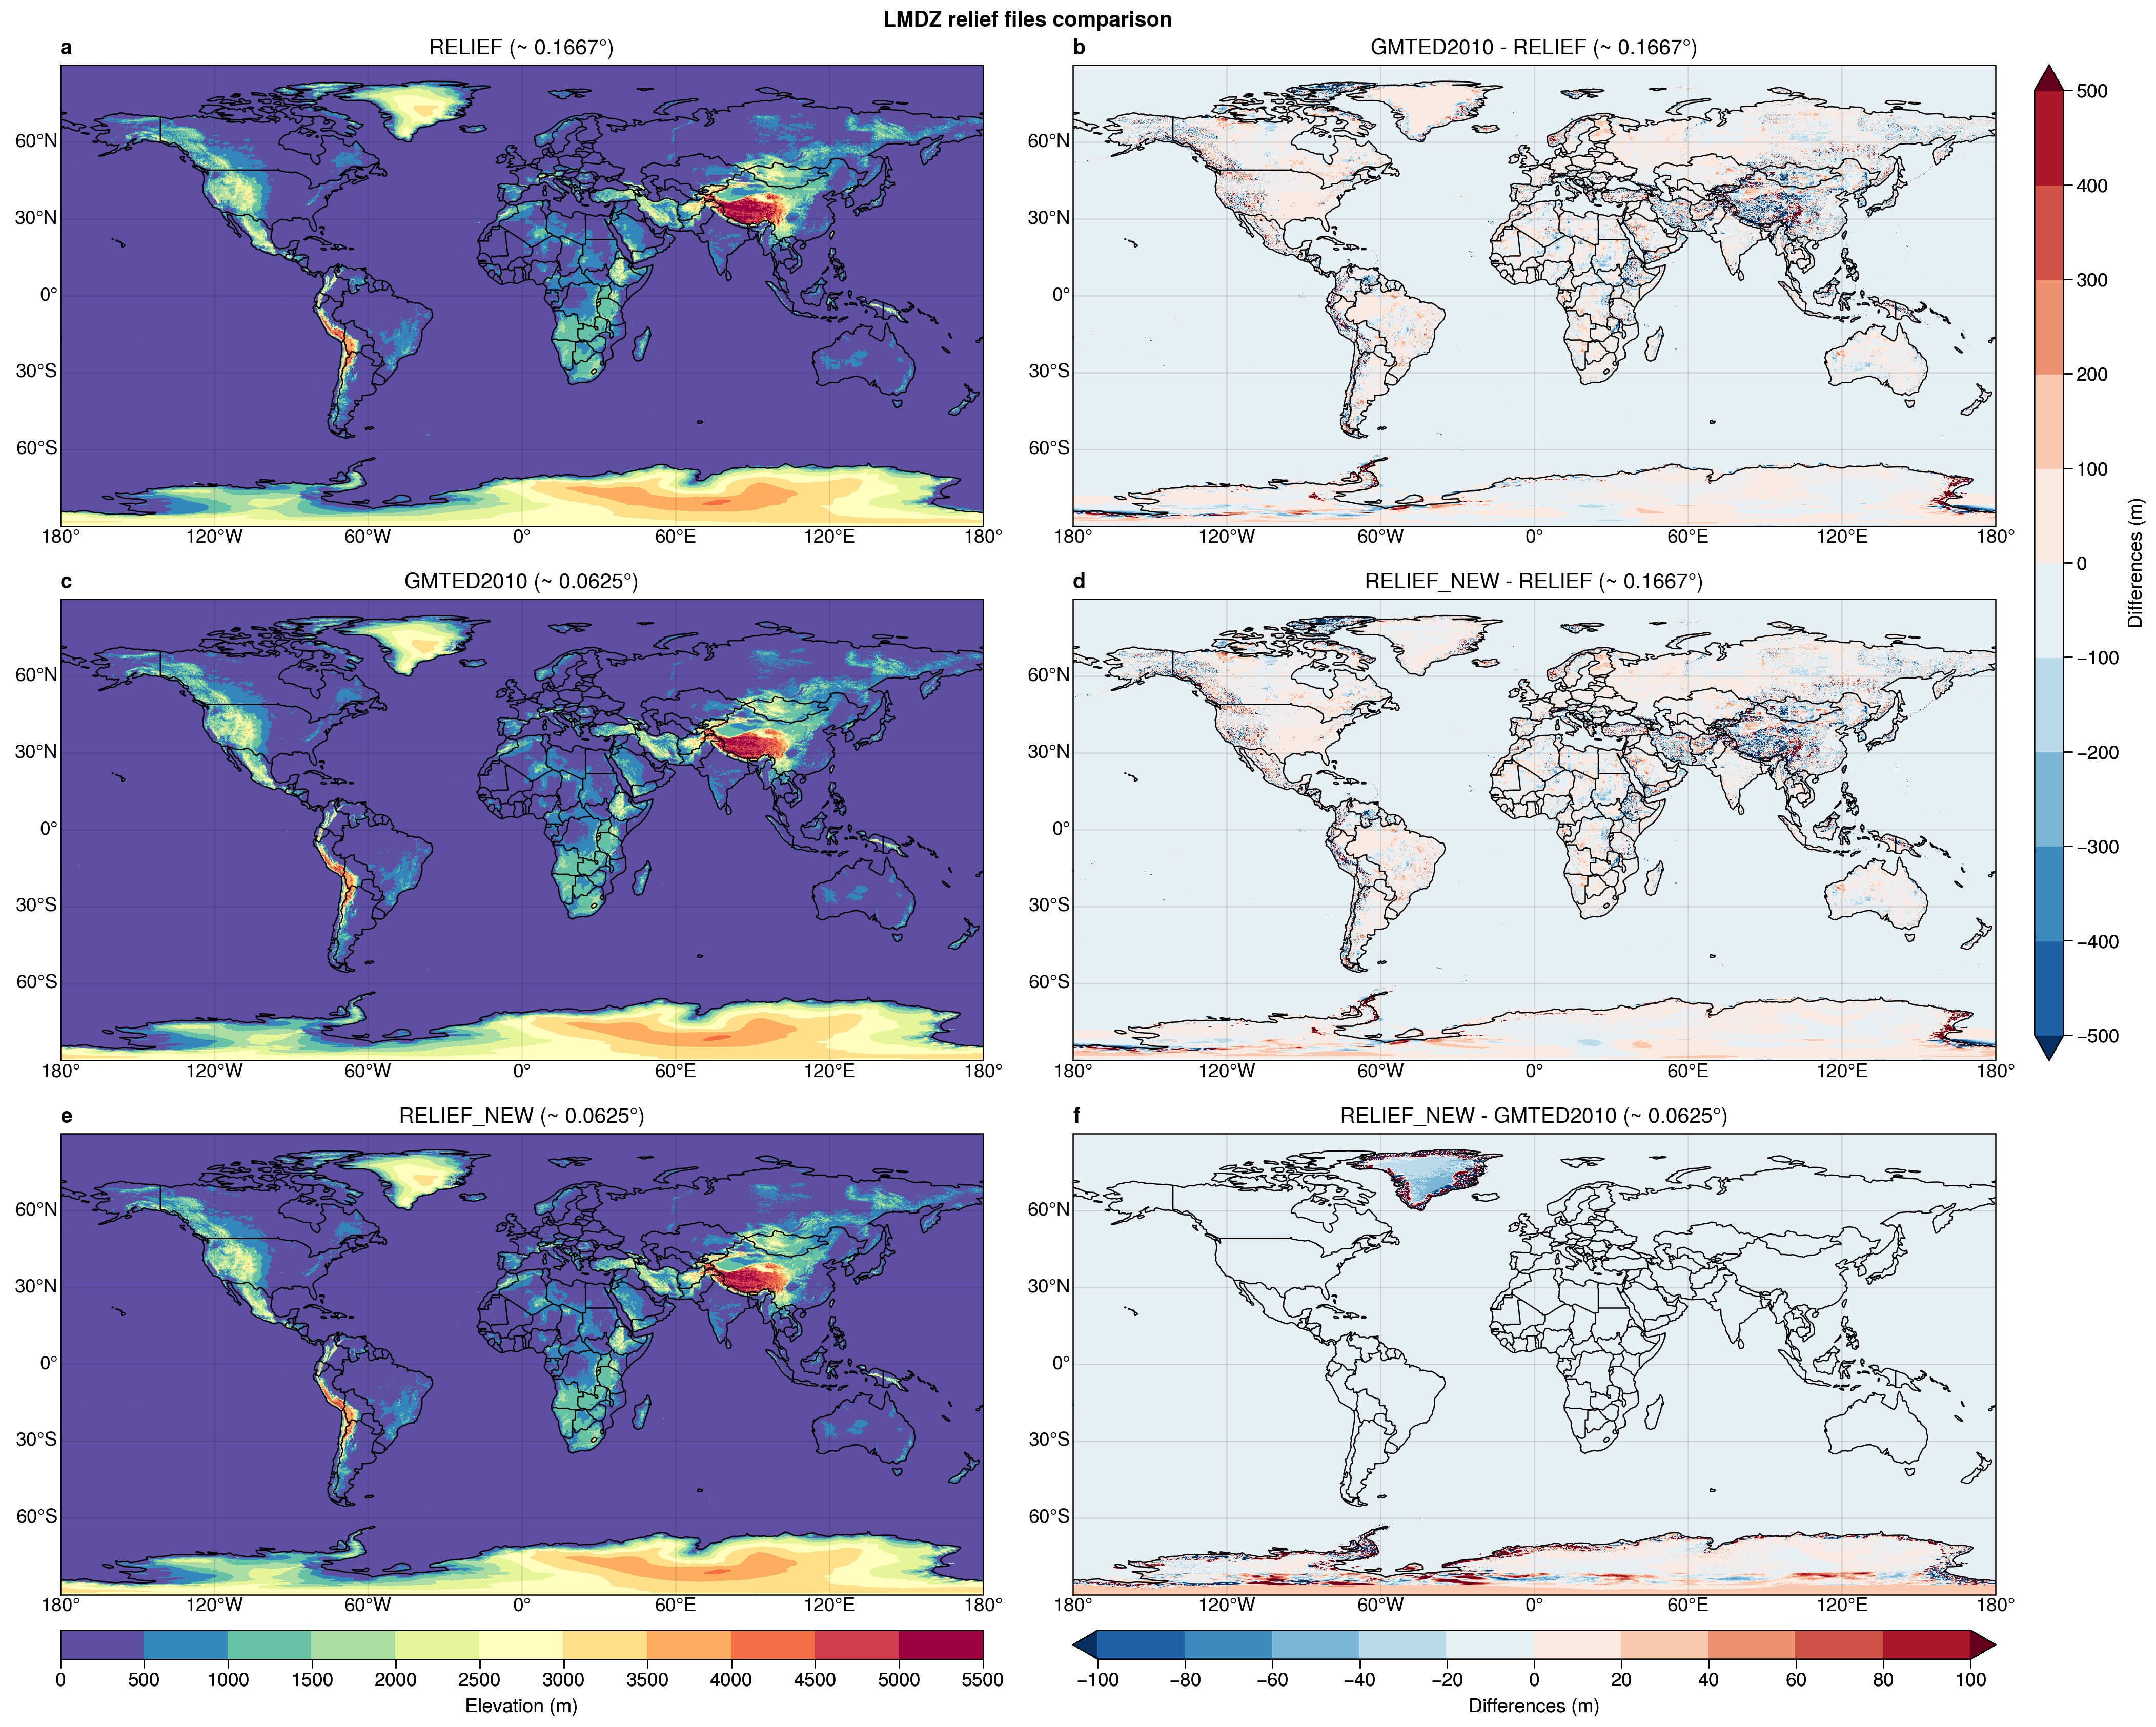 LMDZ relief files comparison
a RELIEF (~ 0.1667°)
60°N
30°N
0°
30°S
60°S
180° 120°W 60°W 0° 60°E 120°E 180°
b GMTED2010 - RELIEF (~ 0.1667°)
60°N
30°N
0°
30°S
60°S
180° 120°W 60°W 0° 60°E 120°E 180°
c GMTED2010 (~ 0.0625°)
60°N
30°N
0°
30°S
60°S
180° 120°W 60°W 0° 60°E 120°E 180°
d RELIEF_NEW - RELIEF (~ 0.1667°)
60°N
30°N
0°
30°S
60°S
180° 120°W 60°W 0° 60°E 120°E 180°
500
400
300
200
100
0
−100
−200
−300
−400
−500
Differences (m)
e RELIEF_NEW (~ 0.0625°)
60°N
30°N
0°
30°S
60°S
180° 120°W 60°W 0° 60°E 120°E 180°
0 500 1000 1500 2000 2500 3000 3500 4000 4500 5000 5500
Elevation (m)
f RELIEF_NEW - GMTED2010 (~ 0.0625°)
60°N
30°N
0°
30°S
60°S
180° 120°W 60°W 0° 60°E 120°E 180°
−100 −80 −60 −40 −20 0 20 40 60 80 100
Differences (m)